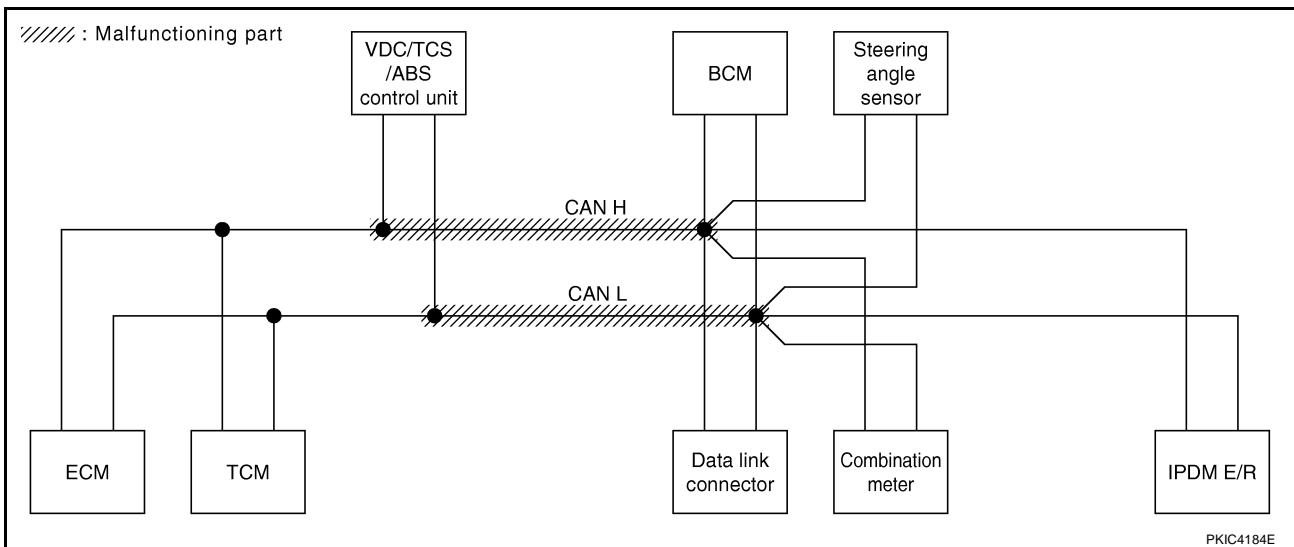 : Malfunctioning part
VDC/TCS
/ABS
control unit
BCM
Steering
angle
sensor
CAN H
CAN L
ECM
TCM
Data link
connector
Combination
meter
IPDM E/R
PKIC4184E